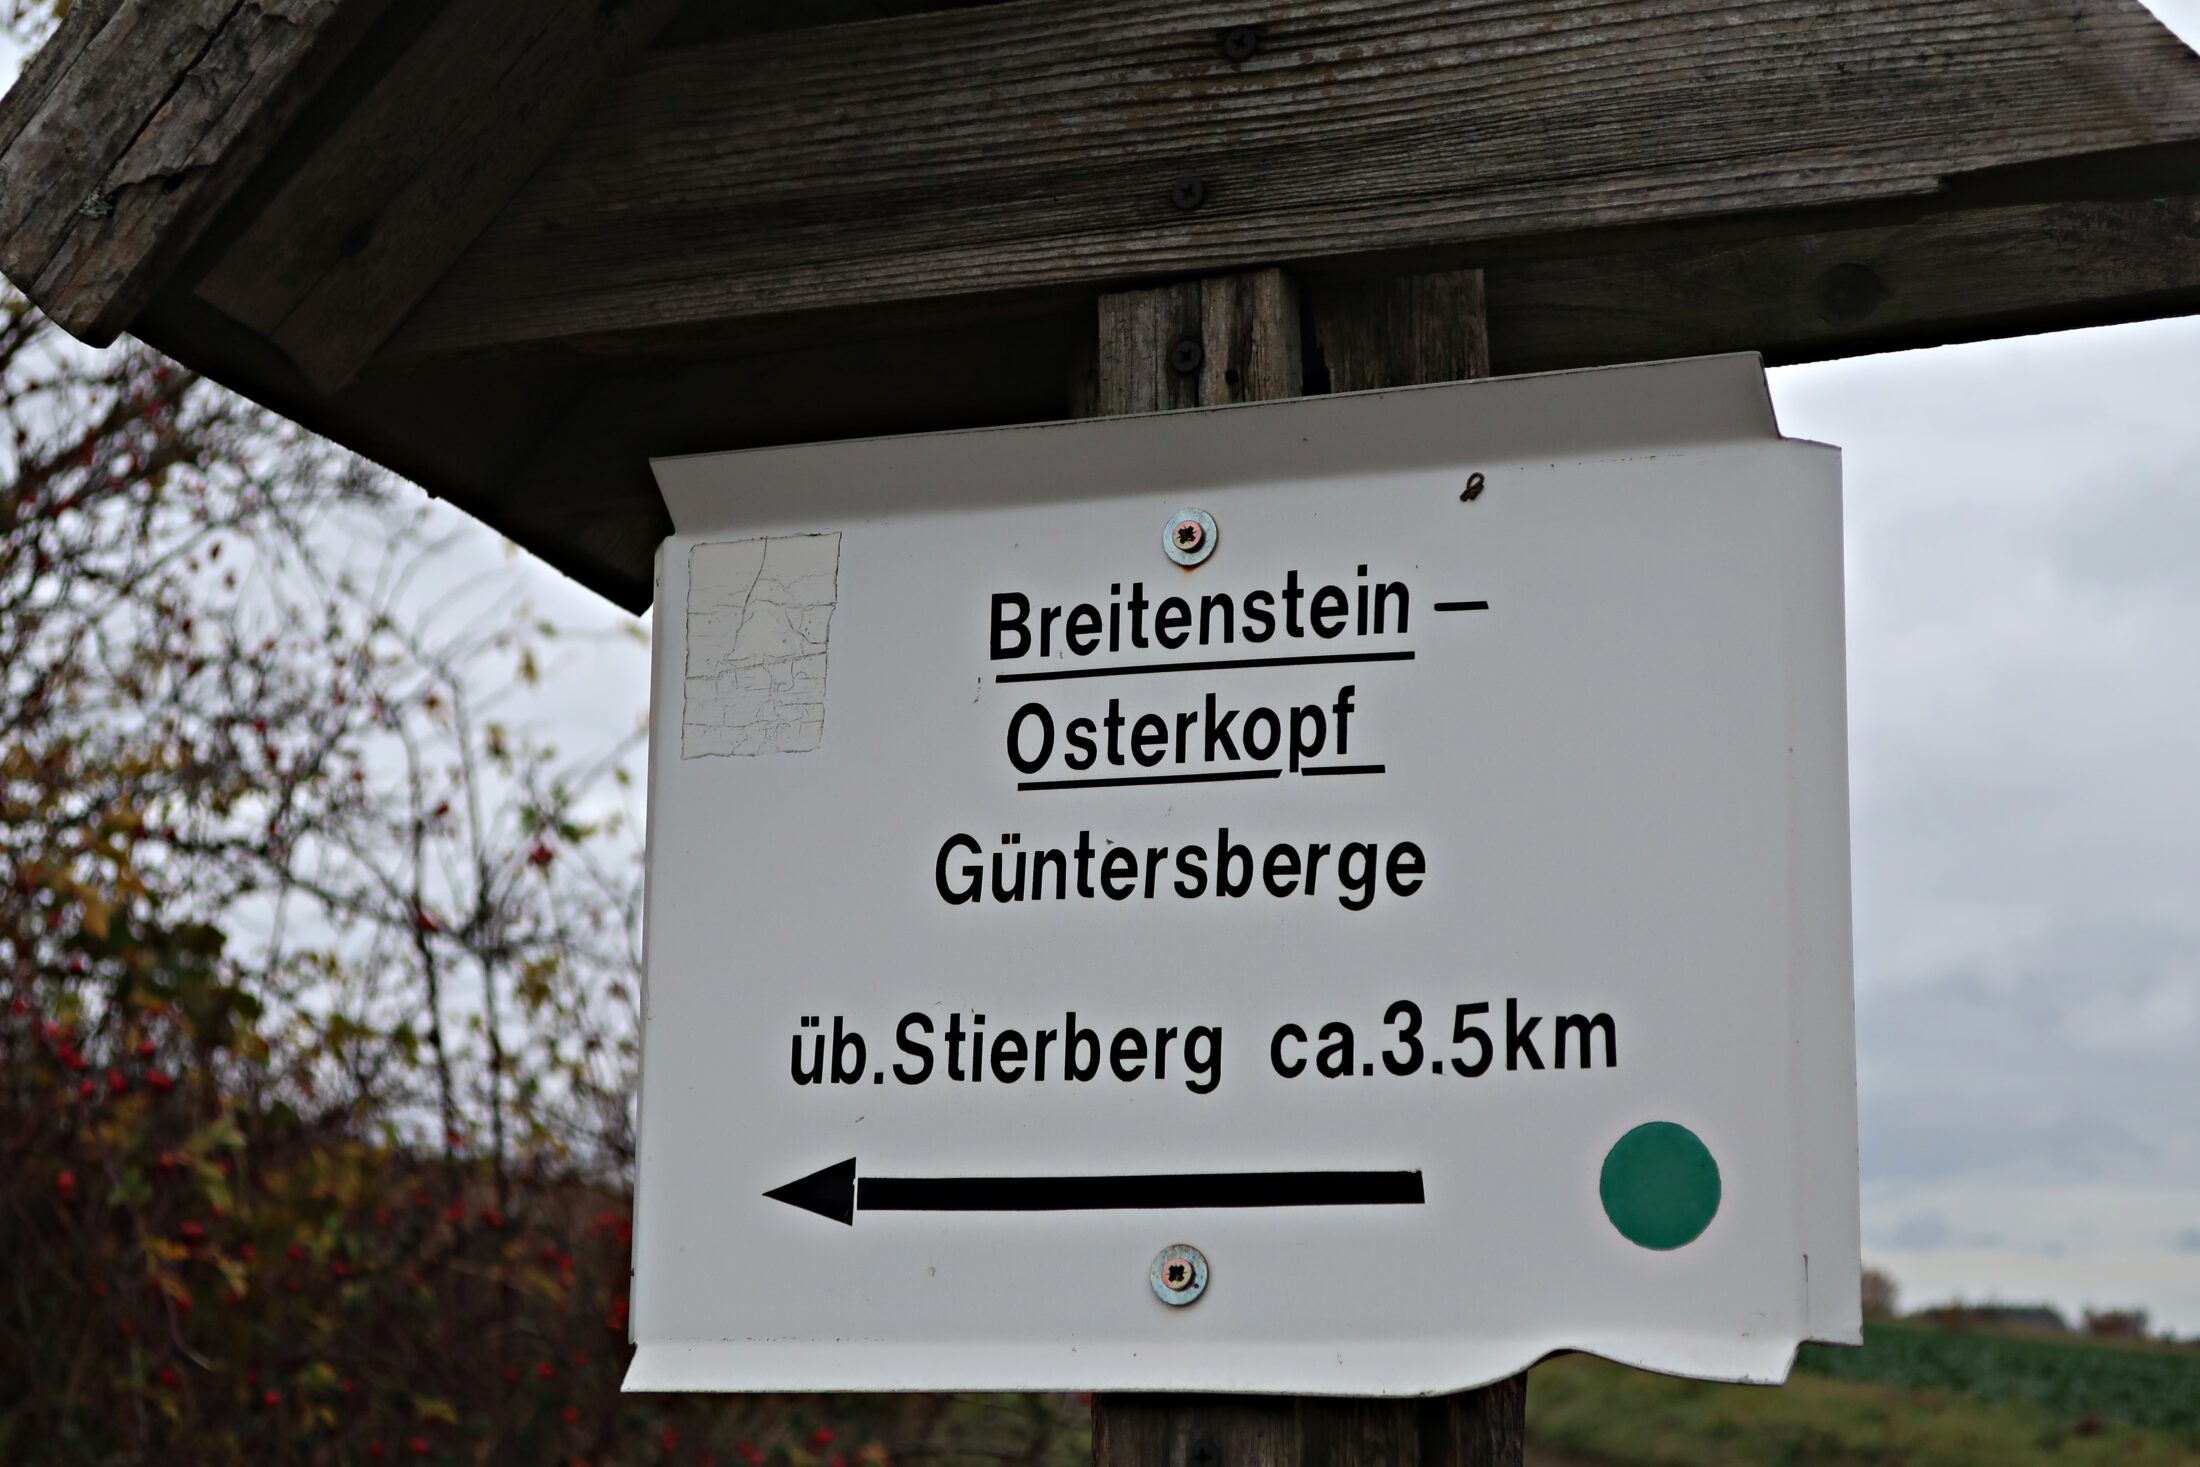 Breitenstein –
Osterkopf
Güntersberge
üb.Stierberg ca.3.5km